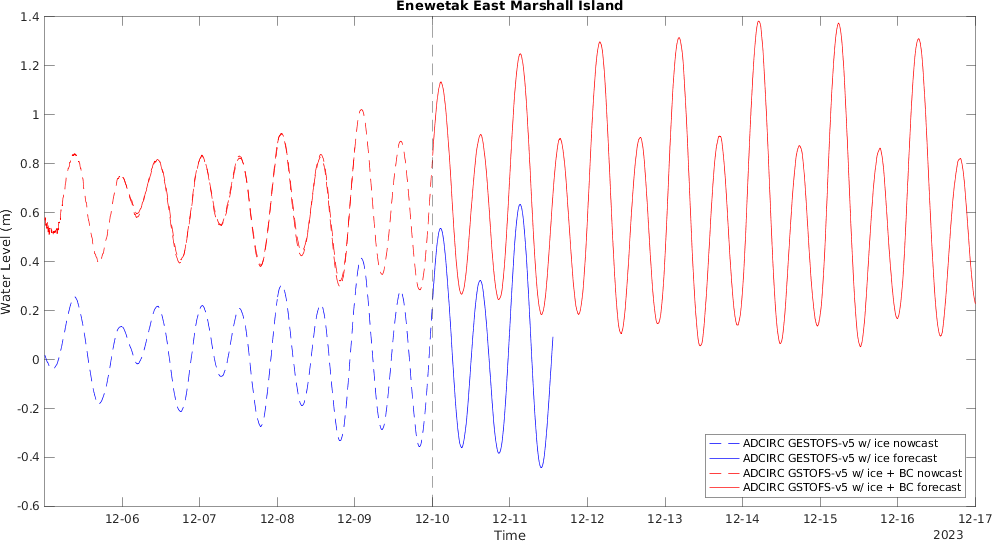 Enewetak East Marshall Island
1.4
1.2
1
0.8
0.6
0.4
0.2
0
-0.2
-0.4
-0.6
Water Level (m)
ADCIRC GESTOFS-v5 w/ ice nowcast
ADCIRC GESTOFS-v5 w/ ice forecast
ADCIRC GSTOFS-v5 w/ ice + BC nowcast
ADCIRC GSTOFS-v5 w/ ice + BC forecast
12-06 12-07 12-08 12-09 12-10 12-11 12-12 12-13 12-14 12-15 12-16 12-17
Time
2023